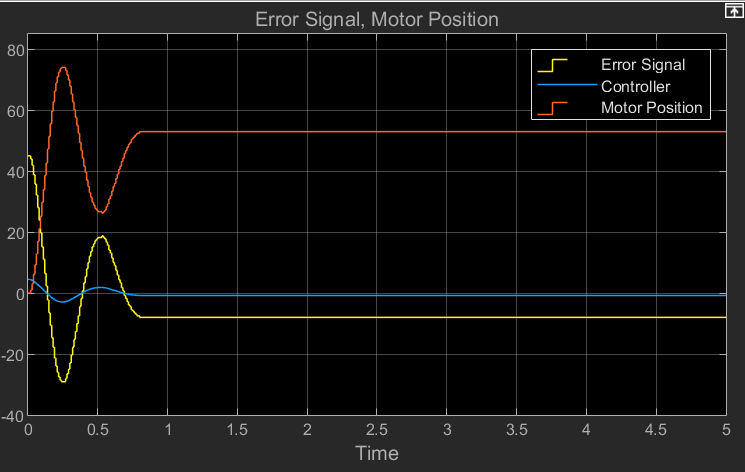 Error Signal, Motor Position
80
60
40
20
0
-20
-40
0 0.5 1 1.5 2 2.5 3 3.5 4 4.5 5
Time
Error Signal
Controller
Motor Position